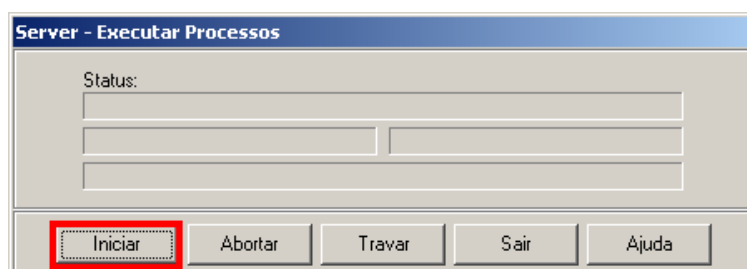 Server - Executar Processos
Status:
Iniciar Abortar Travar Sair Ajuda